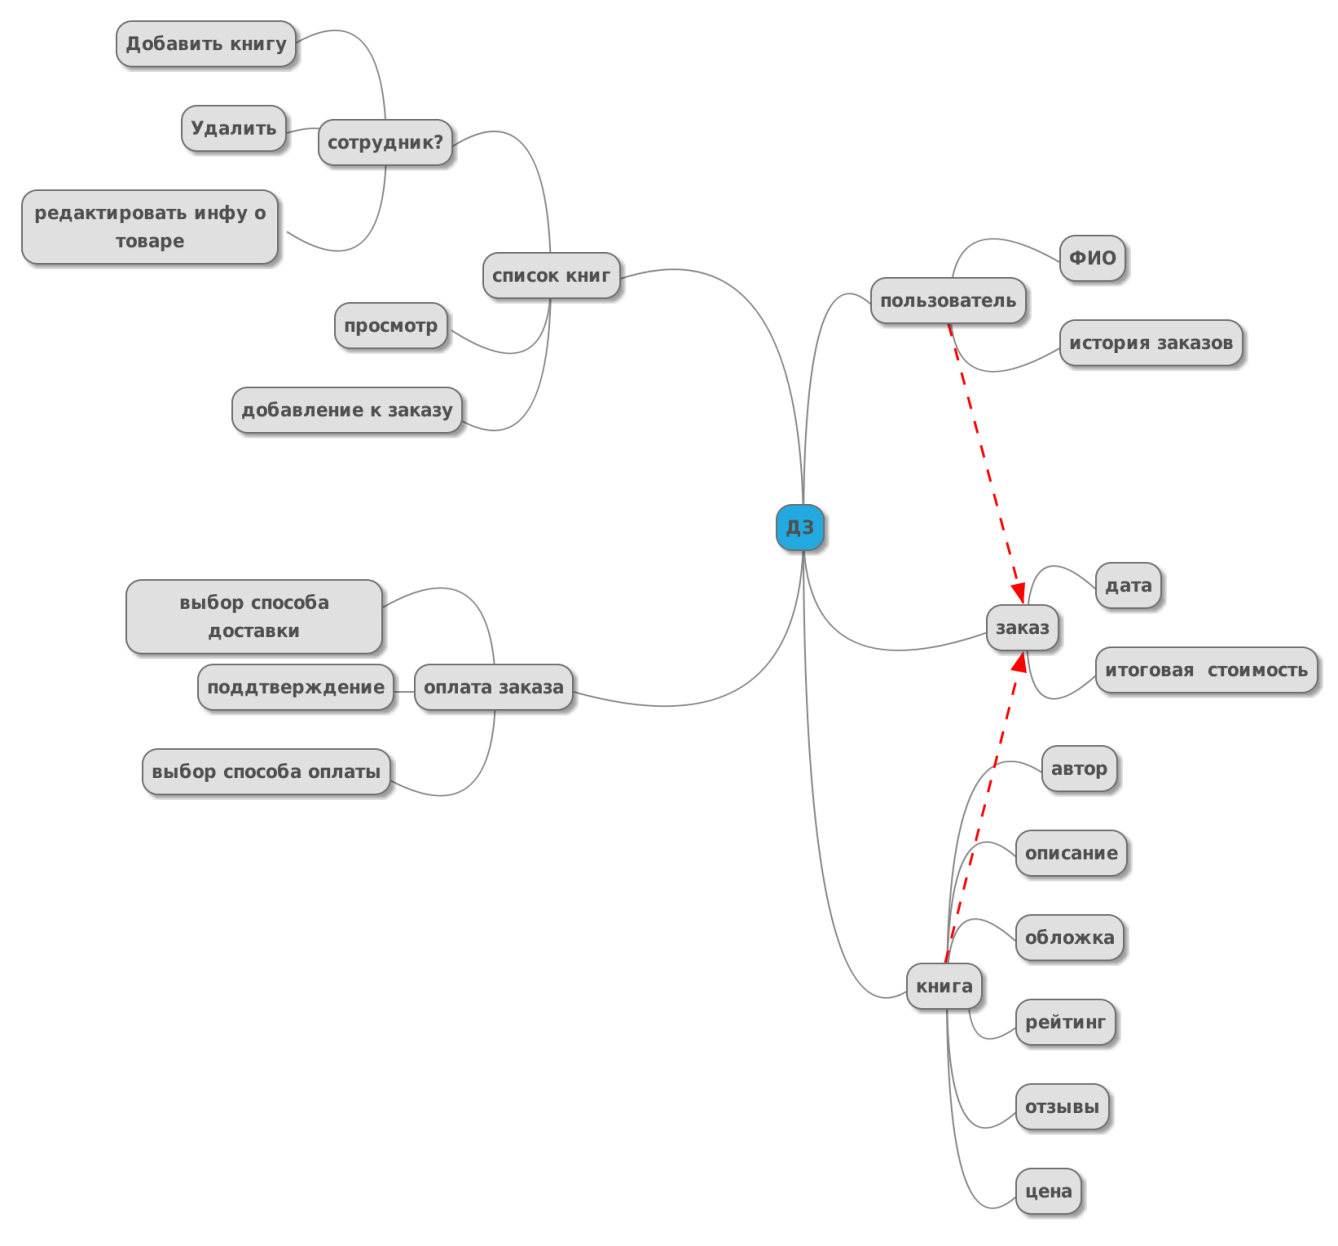 Добавить книгу
Удалить
сотрудник?
редактировать инфу о
товаре
список книг
просмотр
добавление к заказу
пользователь
ФИО
история заказов
ДЗ
выбор способа
доставки
поддтверждение
оплата заказа
выбор способа оплаты
заказ
дата
итоговая  стоимость
книга
автор
описание
обложка
рейтинг
отзывы
цена